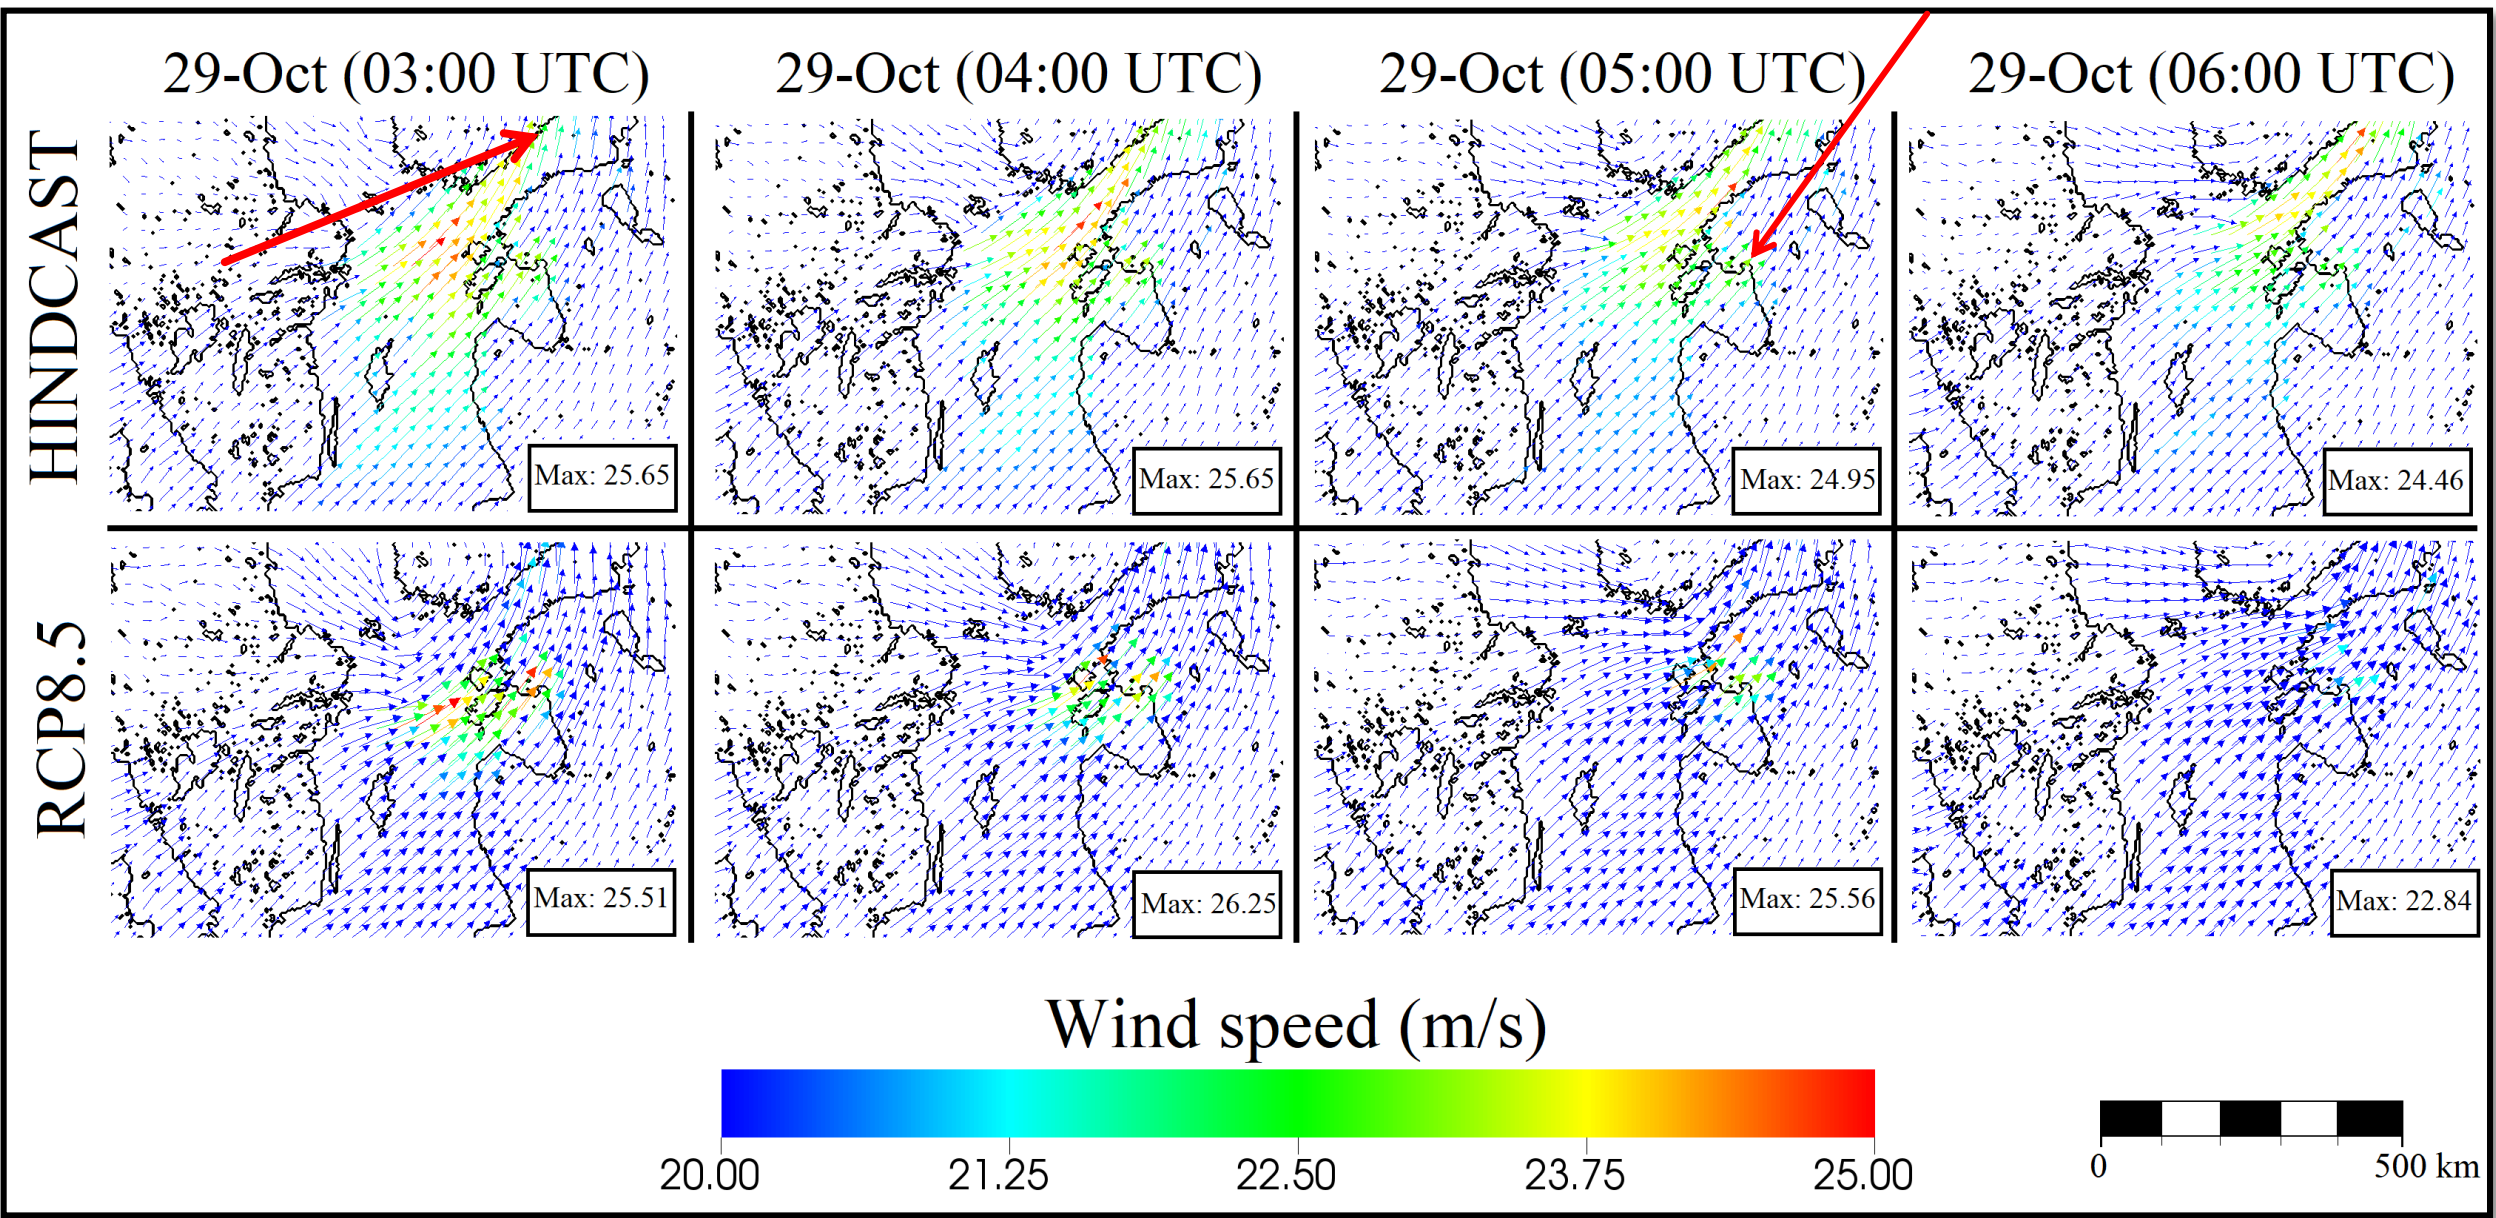 29-Oct (03:00 UTC)
29-Oct (04:00 UTC)
29-Oct (05:00 UTC)
29-Oct (06:00 UTC)
HINDCAST
Max: 25.65
Max: 25.65
Max: 24.95
Max: 24.46
RCP8.5
Max: 25.51
Max: 26.25
Max: 25.56
Max: 22.84
Wind speed (m/s)
20.00 21.25 22.50 23.75 25.00
0 500 km